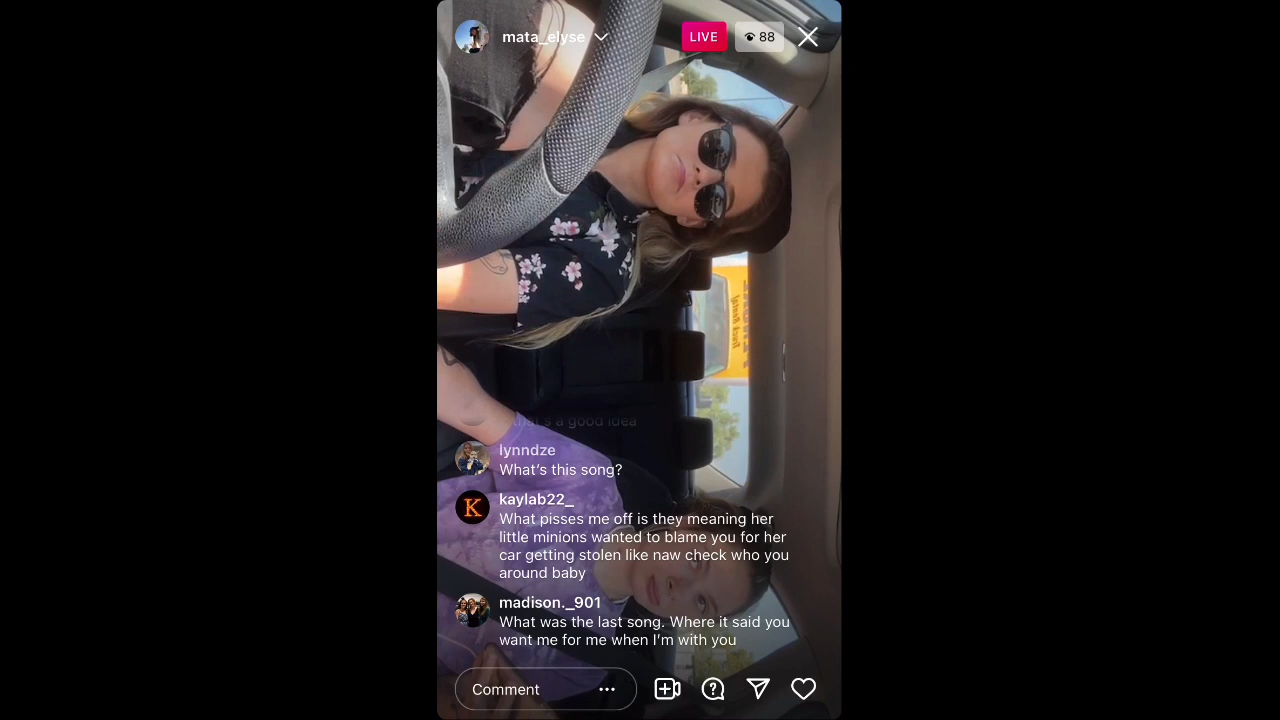 mata_elyse
LIVE
88
that's a good idea
lynndze
What's this song?
kaylab22_
What pisses me off is they meaning her
little minions wanted to blame you for her
car getting stolen like naw check who you
around baby
madison._901
What was the last song. Where it said you
want me for me when I'm with you
Comment